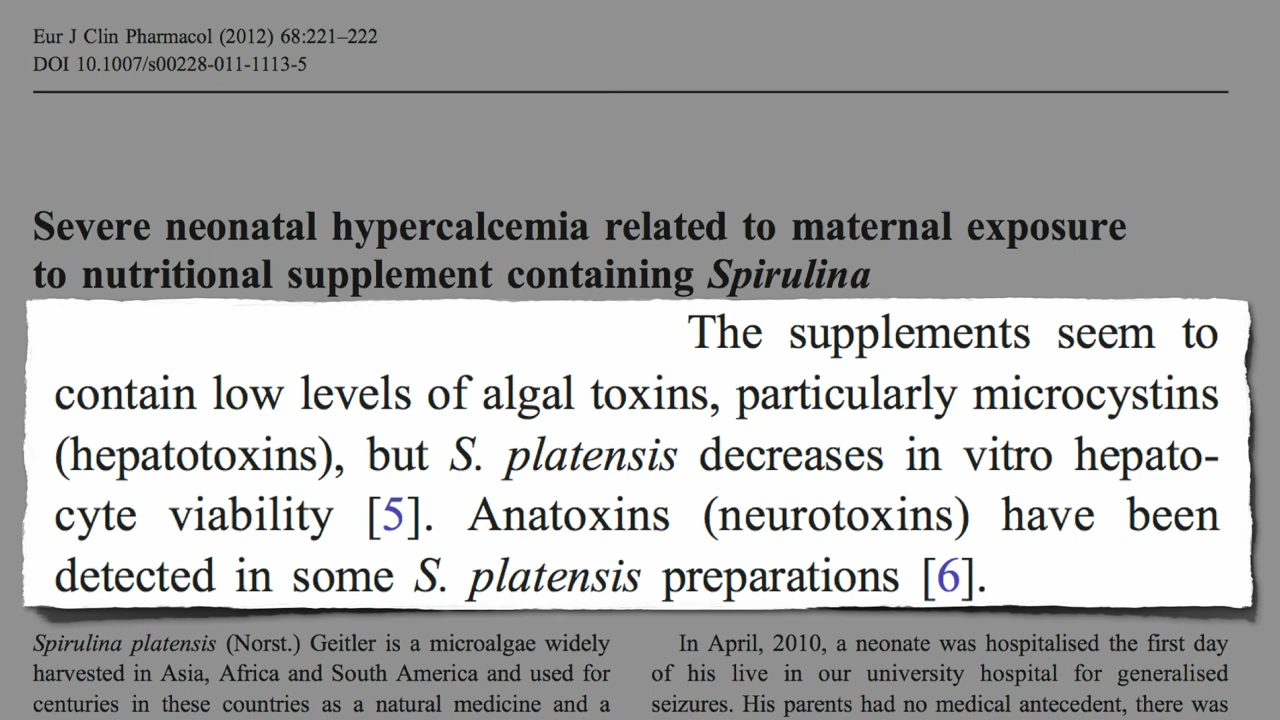 Eur J Clin Pharmacol (2012) 68:221–222
DOI 10.1007/s00228-011-1113-5
Severe neonatal hypercalcemia related to maternal exposure
to nutritional supplement containing Spirulina
The supplements seem to
contain low levels of algal toxins, particularly microcystins
(hepatotoxins), but S. platensis decreases in vitro hepato-
cyte viability [5]. Anatoxins (neurotoxins) have been
detected in some S. platensis preparations [6].
Spirulina platensis (Norst.) Geitler is a microalgae widely
harvested in Asia, Africa and South America and used for
centuries in these countries as a natural medicine and a
In April, 2010, a neonate was hospitalised the first day
of his live in our university hospital for generalised
seizures. His parents had no medical antecedent, there was